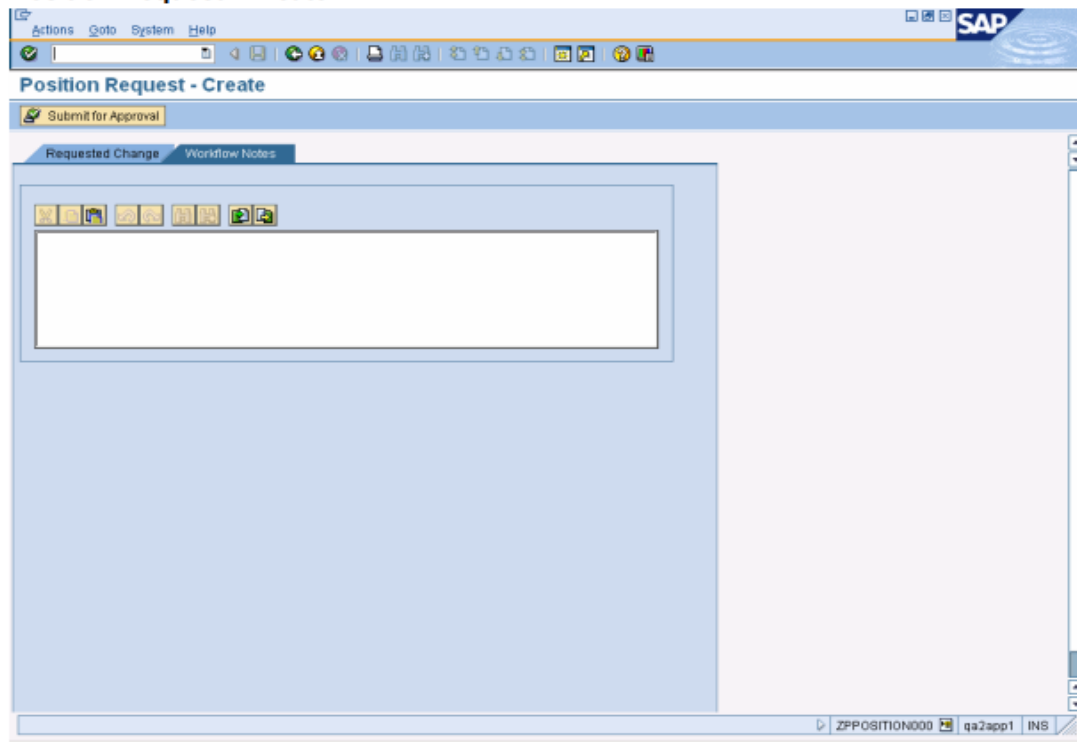 Actions Goto System Help
SAP
Position Request - Create
Submit for Approval
Requested Change Workflow Notes
ZPPOSITION000 qa2app1 INS